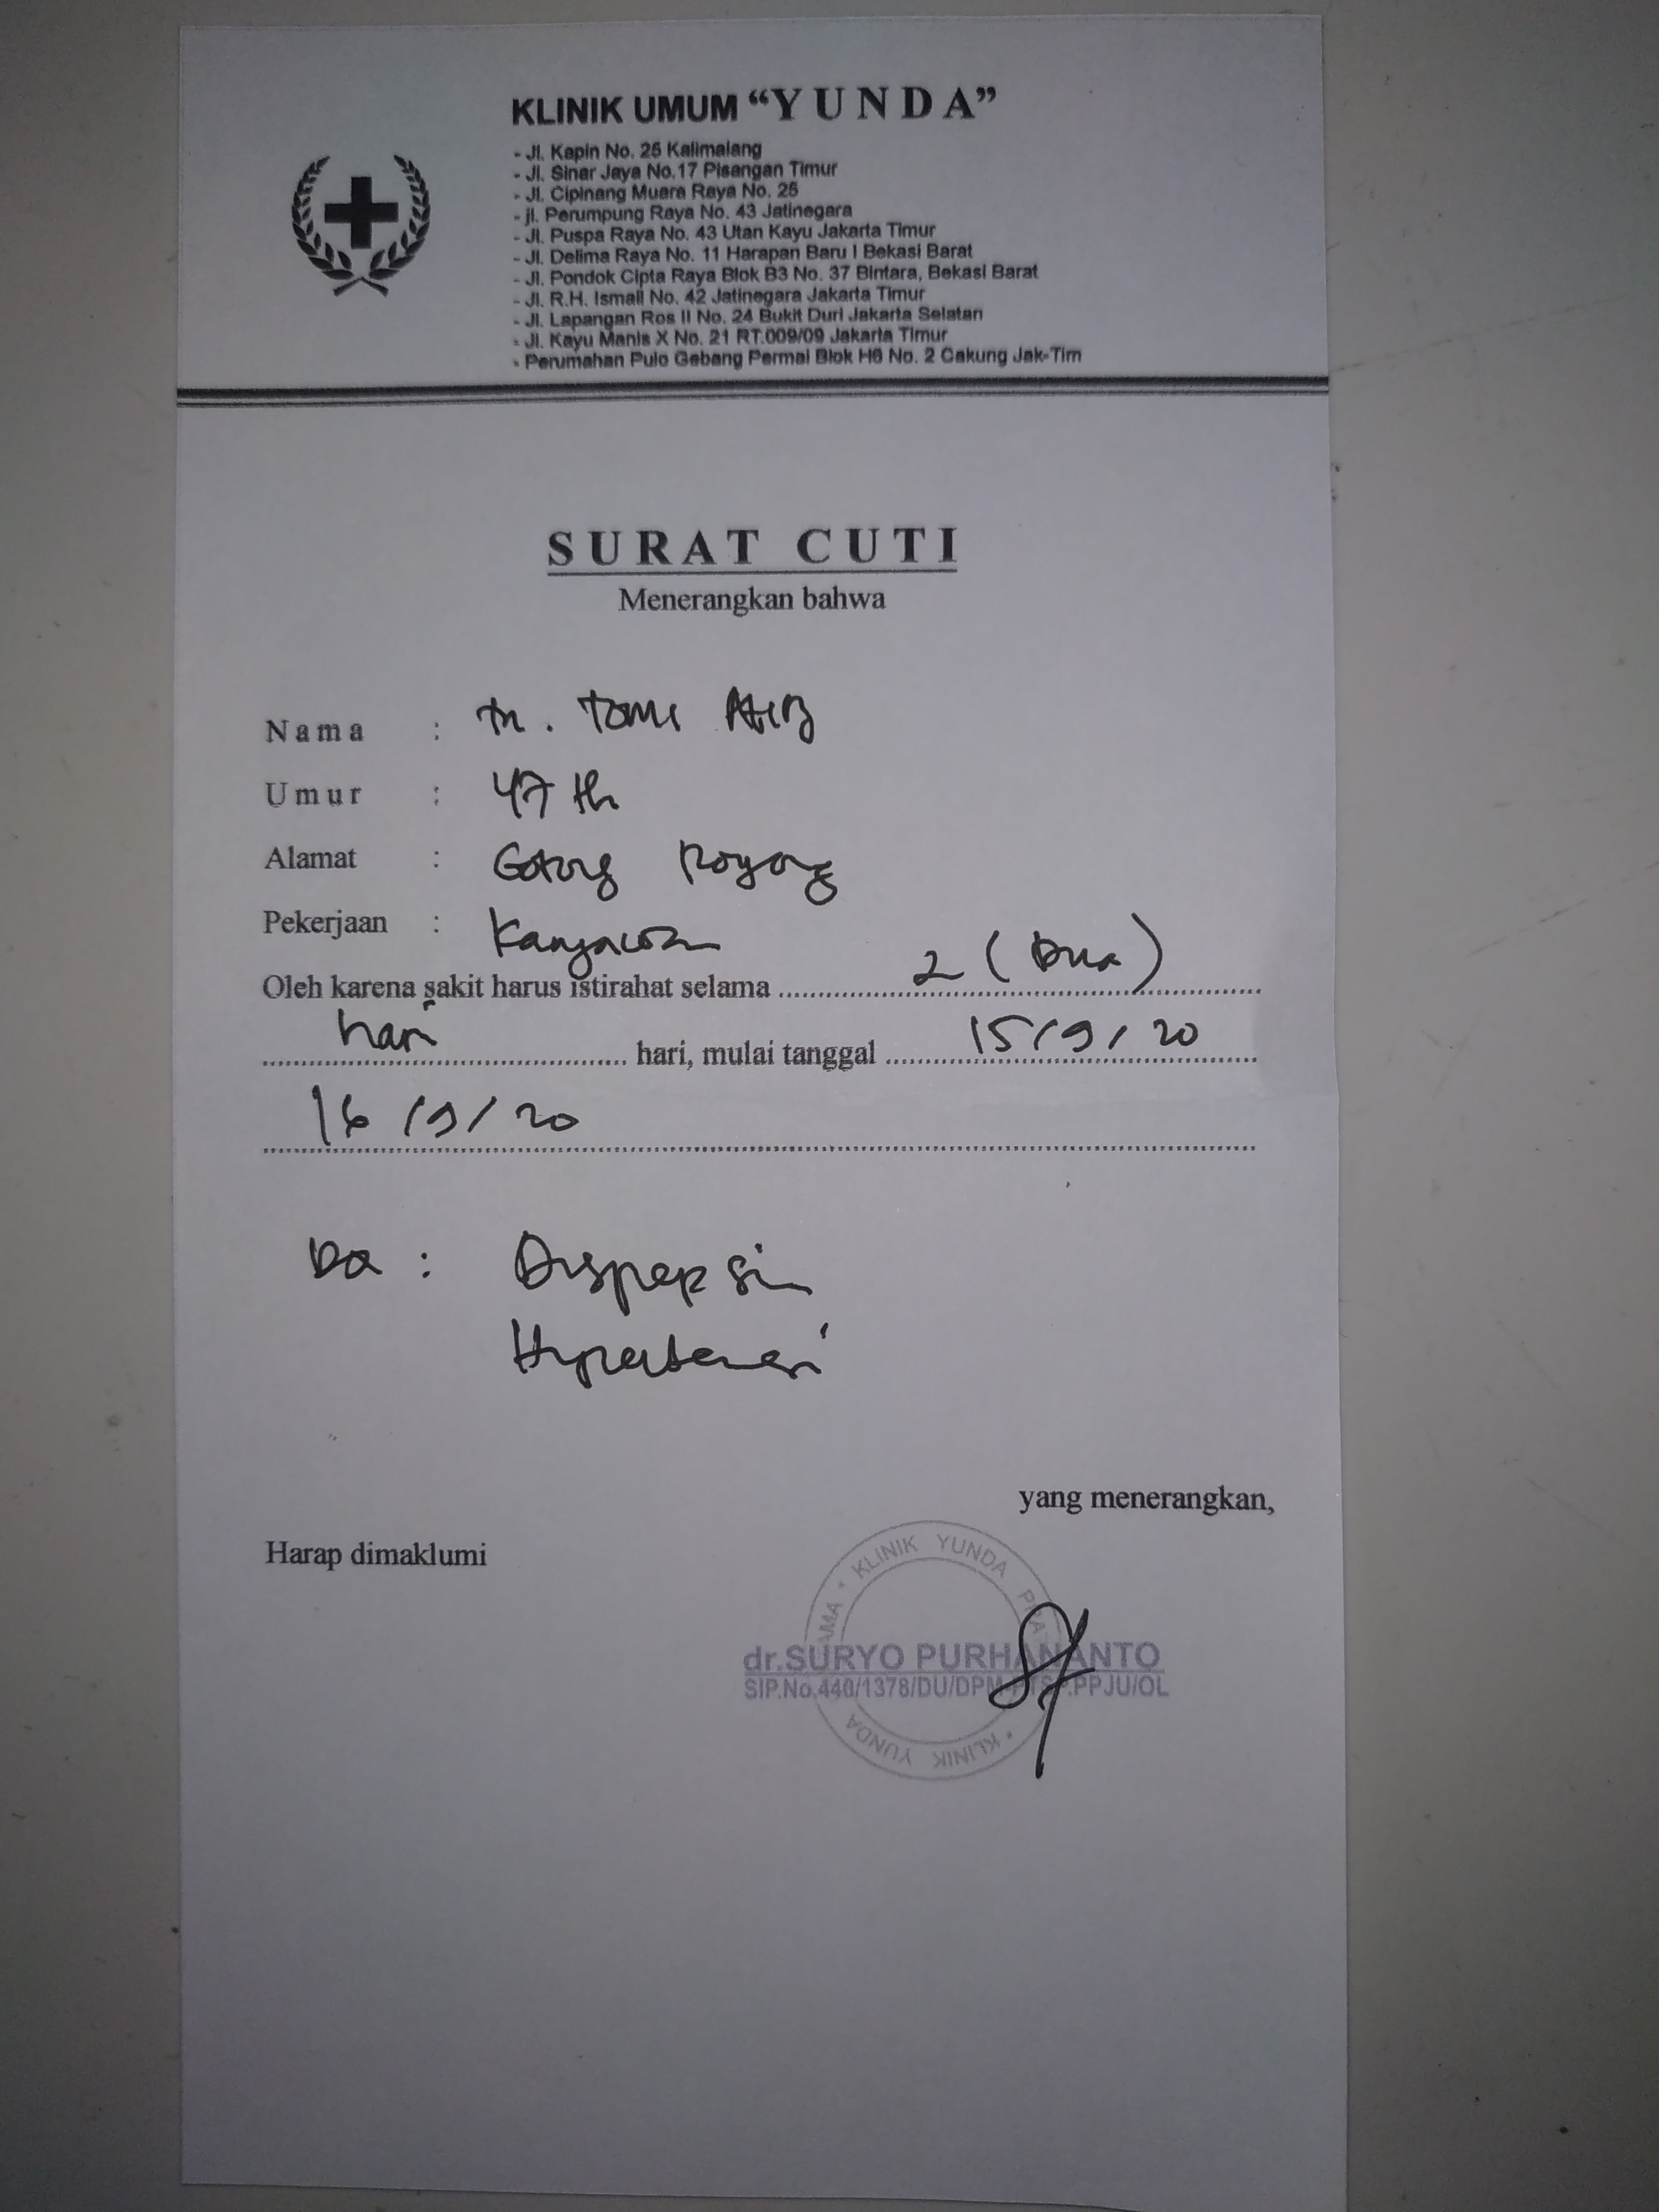 KLINIK UMUM “YUNDA”
- Jl. Kapin No. 25 Kalimalang
- Jl. Sinar Jaya No.17 Pisangan Timur
- Jl. Cipinang Muara Raya No. 25
- jl. Perumpung Raya No. 43 Jatinegara
- Jl. Puspa Raya No. 43 Utan Kayu Jakarta Timur
- Jl. Delima Raya No. 11 Harapan Baru I Bekasi Barat
- Jl. Pondok Cipta Raya Blok B3 No. 37 Bintara, Bekasi Barat
- Jl. R.H. Ismail No. 42 Jatinegara Jakarta Timur
- Jl. Lapangan Ros II No. 24 Bukit Duri Jakarta Selatan
- Jl. Kayu Manis X No. 21 RT.009/09 Jakarta Timur
- Perumahan Pulo Gebang Permai Blok H6 No. 2 Cakung Jak-Tim
SURAT CUTI
Menerangkan bahwa
Nama : Tn. Tomi
Umur : 47 th
Alamat : Gotong Royong
Pekerjaan : Karyawan
Oleh karena sakit harus istirahat selama 2 (Dua)
hari hari, mulai tanggal 15/9/20
16/9/20
Dispepsia
Hipertensi
yang menerangkan,
Harap dimaklumi
KLINIK YUNDA
dr.SURYO PURHANANTO
SIP.No.440/1378/DU/DPM-PTSP.PPJU/OL
KLINIK YUNDA